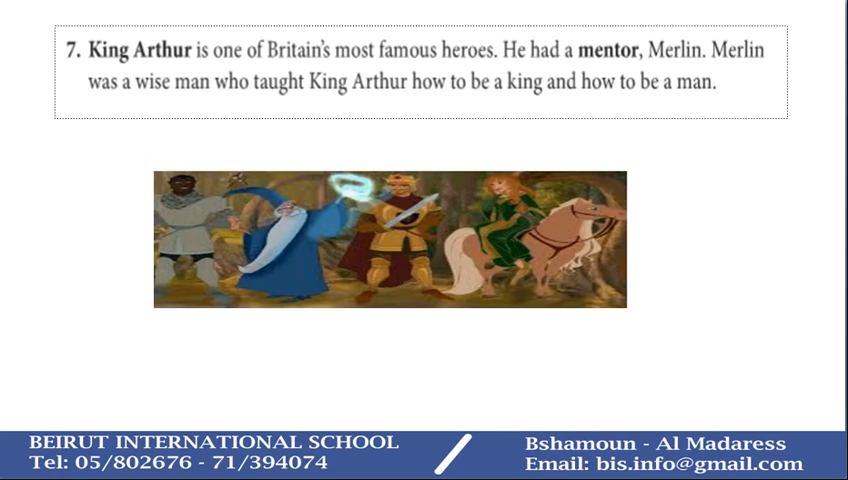 7. King Arthur is one of Britain's most famous heroes. He had a mentor, Merlin. Merlin
was a wise man who taught King Arthur how to be a king and how to be a man.
BEIRUT INTERNATIONAL SCHOOL
Tel: 05/802676 - 71/394074
Bshamoun - Al Madaress
Email: bis.info@gmail.com